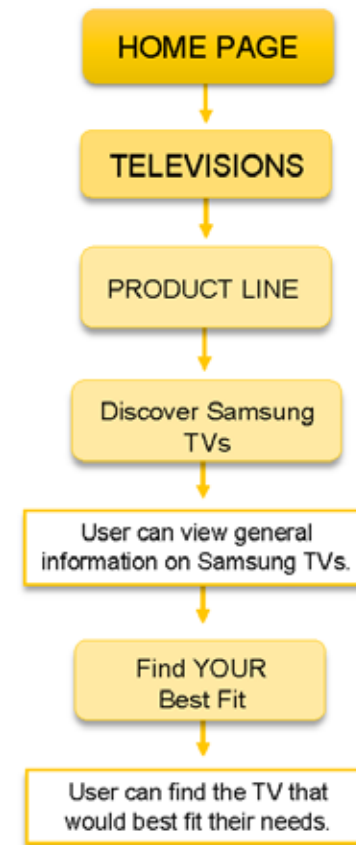 HOME PAGE
TELEVISIONS
PRODUCT LINE
Discover Samsung
TVs
User can view general
information on Samsung TVs.
Find YOUR
Best Fit
User can find the TV that
would best fit their needs.